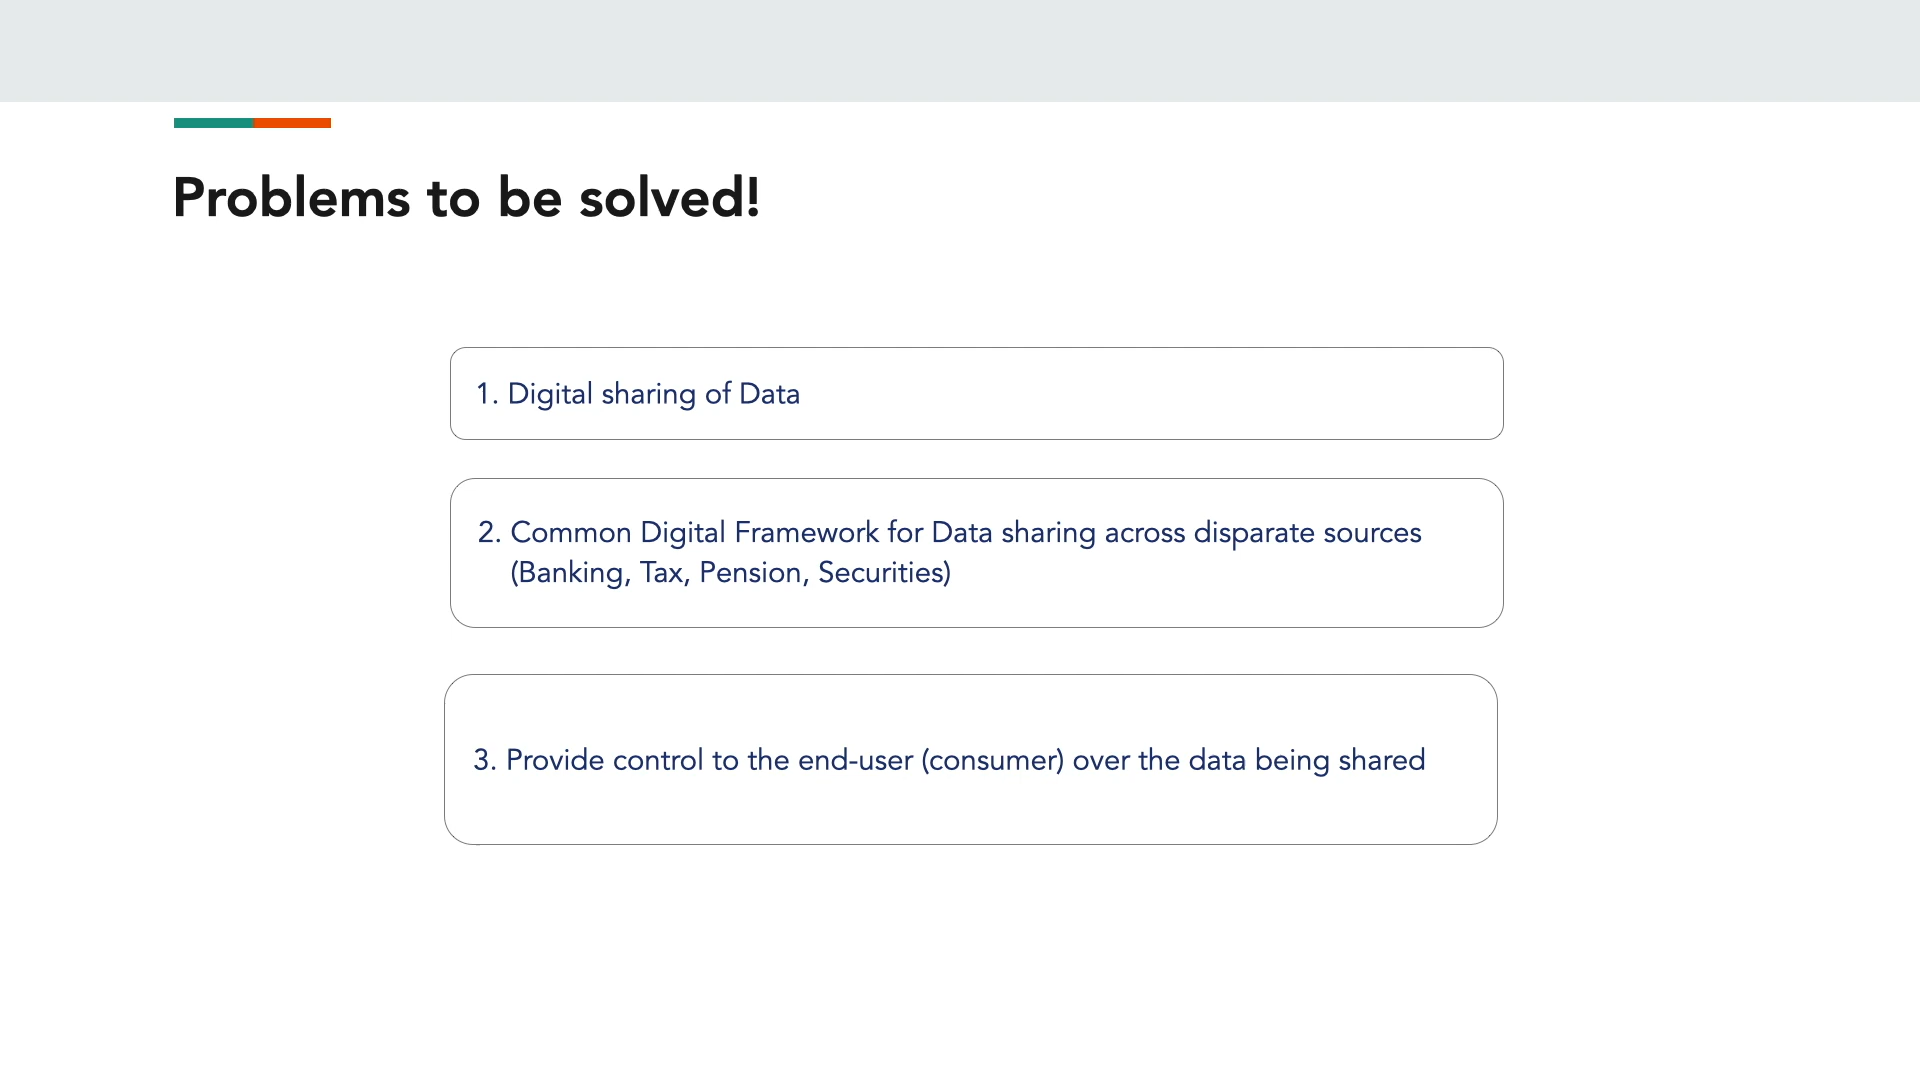 Problems to be solved!
1. Digital sharing of Data
2. Common Digital Framework for Data sharing across disparate sources
(Banking, Tax, Pension, Securities)
3. Provide control to the end-user (consumer) over the data being shared